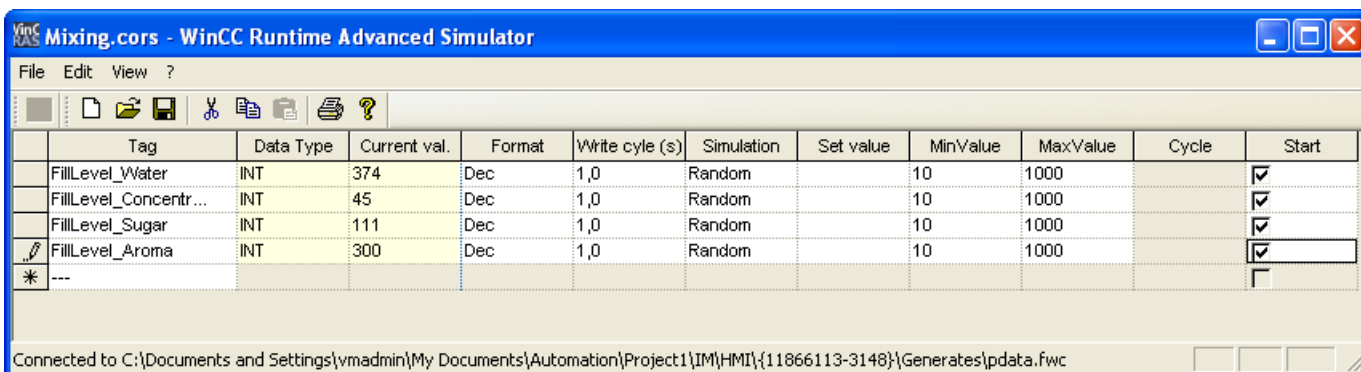 WinC RAS Mixing.cors - WinCC Runtime Advanced Simulator
File Edit View ?
Tag Data Type Current val. Format Write cyle (s) Simulation Set value MinValue MaxValue Cycle Start
FillLevel_Water INT 374 Dec 1,0 Random 10 1000
FillLevel_Concentr... INT 45 Dec 1,0 Random 10 1000
FillLevel_Sugar INT 111 Dec 1,0 Random 10 1000
FillLevel_Aroma INT 300 Dec 1,0 Random 10 1000
---
Connected to C:\Documents and Settings\vmadmin\My Documents\Automation\Project1\IM\HMI\{11866113-3148}\Generates\pdata.fwc